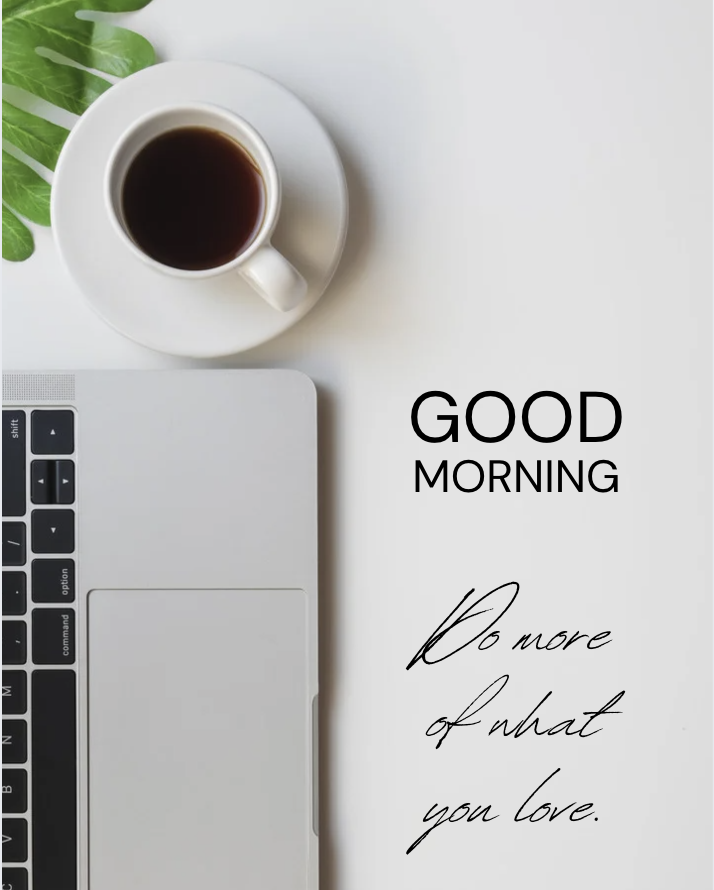 GOOD
MORNING
Do more
of what
you love.
shift
option
command
/
.
,
M
N
B
V
C